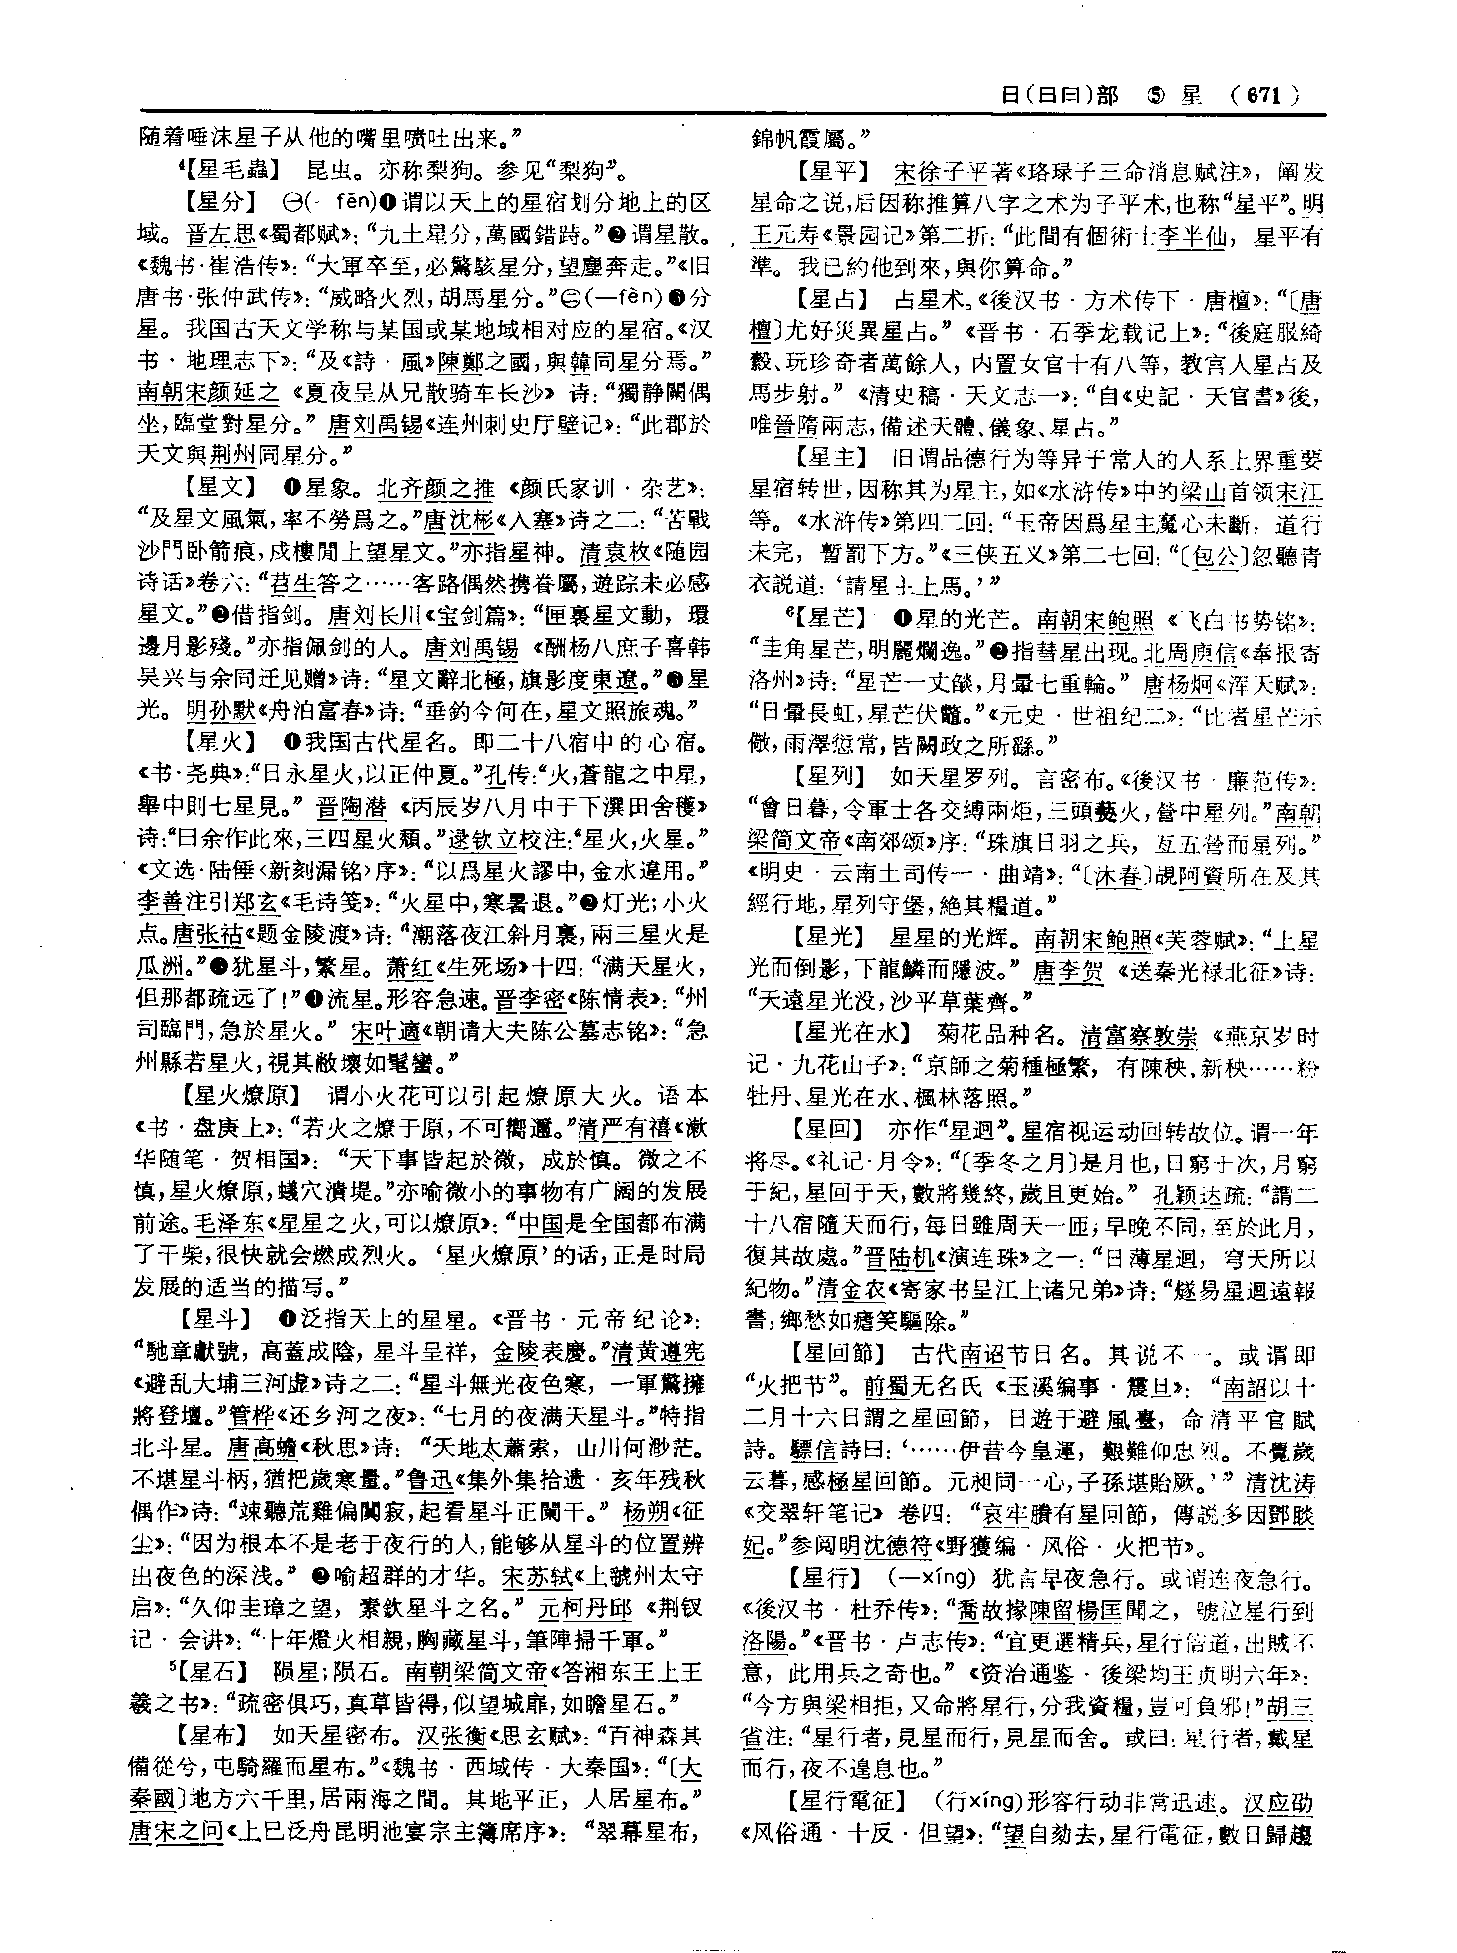 日(日曰)部 ⑤ 星 (671)
随着唾沫星子从他的嘴里喷吐出来。”
⁴【星毛蟲】 昆虫。亦称梨狗。参见“梨狗”。
【星分】 ㊀(- fēn)❶谓以天上的星宿划分地上的区
域。晋左思《蜀都赋》：“九土星分，萬國錯跱。”❷谓星散。
《魏书·崔浩传》：“大軍卒至，必驚駭星分，望塵奔走。”《旧
唐书·张仲武传》：“威略火烈，胡馬星分。”㊁(—fèn)❸分
星。我国古天文学称与某国或某地域相对应的星宿。《汉
书·地理志下》：“及《詩·風》陳鄭之國，與韓同星分焉。”
南朝宋颜延之《夏夜呈从兄散骑车长沙》诗：“獨静闕偶
坐，臨堂對星分。”唐刘禹锡《连州刺史厅壁记》：“此郡於
天文與荆州同星分。”
【星文】 ❶星象。北齐颜之推《颜氏家训·杂艺》：
“及星文風氣，率不勞爲之。”唐沈彬《入塞》诗之二：“苦戰
沙門卧箭痕，戍樓閒上望星文。”亦指星神。清袁枚《随园
诗话》卷六：“苕生答之……客路偶然携眷屬，遊踪未必感
星文。”❷借指剑。唐刘长川《宝剑篇》：“匣裏星文動，環
邊月影殘。”亦指佩剑的人。唐刘禹锡《酬杨八庶子喜韩
吴兴与余同迁见赠》诗：“星文辭北極，旗影度東遼。”❸星
光。明孙默《舟泊富春》诗：“垂釣今何在，星文照旅魂。”
【星火】 ❶我国古代星名。即二十八宿中的心宿。
《书·尧典》：“日永星火，以正仲夏。”孔传：“火，蒼龍之中星，
舉中則七星見。”晋陶潜《丙辰岁八月中于下潠田舍穫》
诗：“曰余作此來，三四星火頹。”逯钦立校注：“星火，火星。”
《文选·陆倕〈新刻漏铭〉序》：“以爲星火謬中，金水違用。”
李善注引郑玄《毛诗笺》：“火星中，寒暑退。”❷灯光；小火
点。唐张祜《题金陵渡》诗：“潮落夜江斜月裏，兩三星火是
瓜洲。”❸犹星斗，繁星。萧红《生死场》十四：“满天星火，
但那都疏远了！”❹流星。形容急速。晋李密《陈情表》：“州
司臨門，急於星火。”宋叶適《朝请大夫陈公墓志铭》：“急
州縣若星火，視其敝壞如髦蠻。”
【星火燎原】 谓小火花可以引起燎原大火。语本
《书·盘庚上》：“若火之燎于原，不可嚮邇。”清严有禧《漱
华随笔·贺相国》：“天下事皆起於微，成於慎。微之不
慎，星火燎原，蟻穴潰堤。”亦喻微小的事物有广阔的发展
前途。毛泽东《星星之火，可以燎原》：“中国是全国都布满
了干柴，很快就会燃成烈火。‘星火燎原’的话，正是时局
发展的适当的描写。”
【星斗】 ❶泛指天上的星星。《晋书·元帝纪论》：
“馳章獻號，高蓋成陰，星斗呈祥，金陵表慶。”清黄遵宪
《避乱大埔三河虚》诗之二：“星斗無光夜色寒，一軍驚擁
將登壇。”管桦《还乡河之夜》：“七月的夜满天星斗。”特指
北斗星。唐高蟾《秋思》诗：“天地太蕭索，山川何渺茫。
不堪星斗柄，猶把歲寒量。”鲁迅《集外集拾遗·亥年残秋
偶作》诗：“竦聽荒雞偏闃寂，起看星斗正闌干。”杨朔《征
尘》：“因为根本不是老于夜行的人，能够从星斗的位置辨
出夜色的深浅。”❷喻超群的才华。宋苏轼《上虢州太守
启》：“久仰圭璋之望，素欽星斗之名。”元柯丹邱《荆钗
记·会讲》：“十年燈火相親，胸藏星斗，筆陣掃千軍。”
⁵【星石】 陨星；陨石。南朝梁简文帝《答湘东王上王
羲之书》：“疏密俱巧，真草皆得，似望城扉，如瞻星石。”
【星布】 如天星密布。汉张衡《思玄赋》：“百神森其
備從兮，屯騎羅而星布。”《魏书·西域传·大秦国》：“〔大
秦國〕地方六千里，居兩海之間。其地平正，人居星布。”
唐宋之问《上巳泛舟昆明池宴宗主簿席序》：“翠幕星布，
錦帆霞屬。”
【星平】 宋徐子平著《珞琭子三命消息赋注》，阐发
星命之说，后因称推算八字之术为子平术，也称“星平”。明
王元寿《景园记》第二折：“此間有個術士李半仙，星平有
準。我已約他到來，與你算命。”
【星占】 占星术。《後汉书·方术传下·唐檀》：“〔唐
檀〕尤好災異星占。”《晋书·石季龙载记上》：“後庭服綺
縠、玩珍奇者萬餘人，内置女官十有八等，教宫人星占及
馬步射。”《清史稿·天文志一》：“自《史記·天官書》後，
唯晉隋兩志，備述天體、儀象、星占。”
【星主】 旧谓品德行为等异于常人的人系上界重要
星宿转世，因称其为星主，如《水浒传》中的梁山首领宋江
等。《水浒传》第四二回：“玉帝因爲星主魔心未斷，道行
未完，暫罰下方。”《三侠五义》第二七回：“〔包公〕忽聽青
衣説道：‘請星主上馬。’”
⁶【星芒】 ❶星的光芒。南朝宋鲍照《飞白书势铭》：
“圭角星芒，明麗爛逸。”❷指彗星出现。北周庾信《奉报寄
洛州》诗：“星芒一丈燄，月暈七重輪。”唐杨炯《浑天赋》：
“日暈長虹，星芒伏鼈。”《元史·世祖纪二》：“比者星芒示
儆，雨澤愆常，皆闕政之所繇。”
【星列】 如天星罗列。言密布。《後汉书·廉范传》：
“會日暮，令軍士各交縛兩炬，三頭爇火，營中星列。”南朝
梁简文帝《南郊颂》序：“珠旗日羽之兵，亙五營而星列。”
《明史·云南土司传一·曲靖》：“〔沐春〕覘阿資所在及其
經行地，星列守堡，絶其糧道。”
【星光】 星星的光辉。南朝宋鲍照《芙蓉赋》：“上星
光而倒影，下龍鱗而隱波。”唐李贺《送秦光禄北征》诗：
“天遠星光没，沙平草葉齊。”
【星光在水】 菊花品种名。清富察敦崇《燕京岁时
记·九花山子》：“京師之菊種極繁，有陳秧、新秧……粉
牡丹、星光在水、楓林落照。”
【星回】 亦作“星迴”。星宿视运动回转故位。谓一年
将尽。《礼记·月令》：“〔季冬之月〕是月也，日窮于次，月窮
于紀，星回于天，數將幾終，歲且更始。”孔颖达疏：“謂二
十八宿隨天而行，每日雖周天一匝，早晚不同，至於此月，
復其故處。”晋陆机《演连珠》之一：“日薄星迴，穹天所以
紀物。”清金农《寄家书呈江上诸兄弟》诗：“燧易星迴遠報
書，鄉愁如瘧笑驅除。”
【星回節】 古代南诏节日名。其说不一。或谓即
“火把节”。前蜀无名氏《玉溪编事·震旦》：“南詔以十
二月十六日謂之星回節，日遊于避風臺，命清平官賦
詩。驃信詩曰：‘……伊昔今皇運，艱難仰忠烈。不覺歲
云暮，感極星回節。元昶同一心，子孫堪貽厥。’”清沈涛
《交翠轩笔记》卷四：“哀牢賸有星回節，傳説多因鄧賧
妃。”参阅明沈德符《野獲编·风俗·火把节》。
【星行】 (—xíng) 犹言早夜急行。或谓连夜急行。
《後汉书·杜乔传》：“喬故掾陳留楊匡聞之，號泣星行到
洛陽。”《晋书·卢志传》：“宜更選精兵，星行倍道，出賊不
意，此用兵之奇也。”《资治通鉴·後梁均王贞明六年》：
“今方與梁相拒，又命將星行，分我資糧，豈可負邪！”胡三
省注：“星行者，見星而行，見星而舍。或曰：星行者，戴星
而行，夜不遑息也。”
【星行電征】 (行xíng)形容行动非常迅速。汉应劭
《风俗通·十反·但望》：“望自劾去，星行電征，數日歸趨